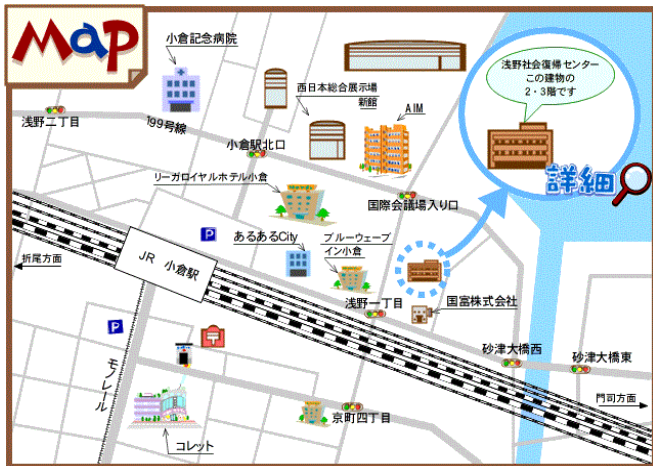 MaP
小倉記念病院
浅野社会復帰センター
この建物の
2・3階です
西日本総合展示場
新館
AIM
浅野二丁目
199号線
小倉駅北口
リーガロイヤルホテル小倉
国際会議場入り口
詳細
P
あるあるCity
ブルーウェーブ
イン小倉
折尾方面
JR 小倉駅
浅野一丁目
国富株式会社
P
砂津大橋西
砂津大橋東
モノレール
門司方面
京町四丁目
コレット